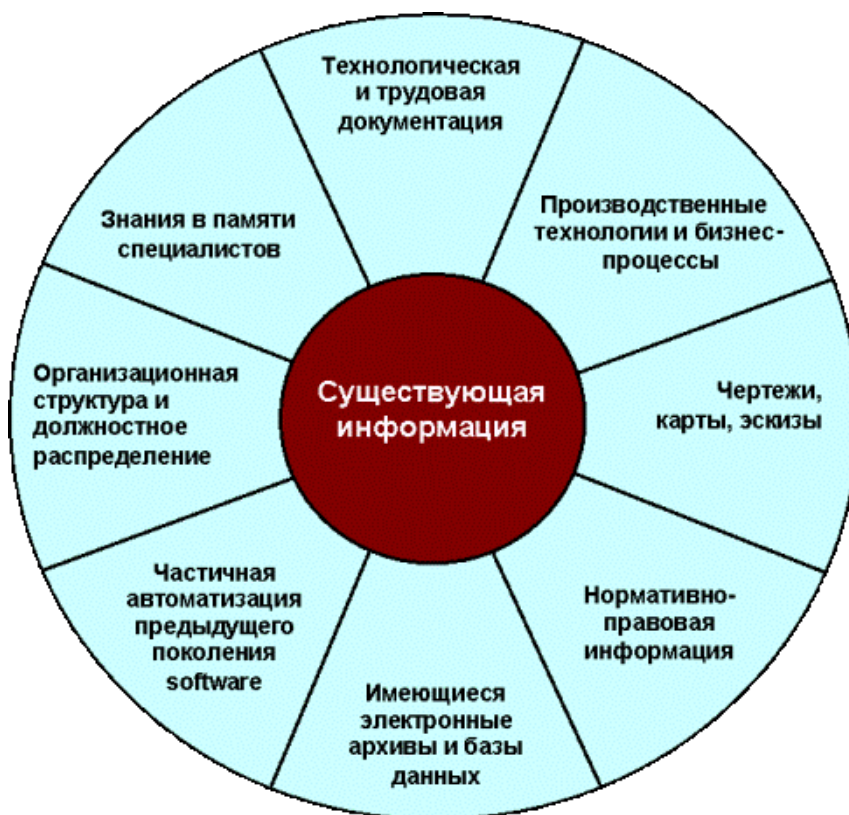 Технологическая
и трудовая
документация
Производственные
технологии и бизнес-
процессы
Чертежи,
карты, эскизы
Нормативно-
правовая
информация
Имеющиеся
электронные
архивы и базы
данных
Частичная
автоматизация
предыдущего
поколения
software
Организационная
структура и
должностное
распределение
Знания в памяти
специалистов
Существующая
информация